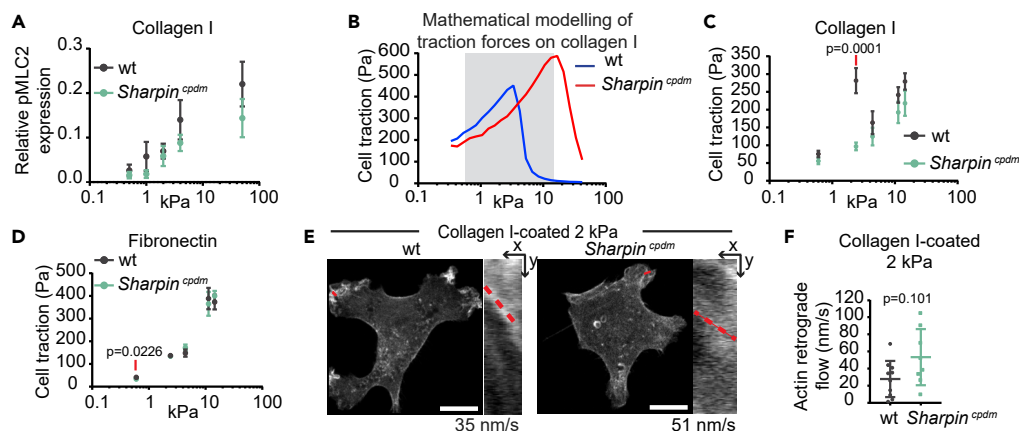 A
Collagen I
wt
Sharpin cpdm
Relative pMLC2
expression
0.3
0.2
0.1
0.0
0.1
1
10
100
kPa
B
Mathematical modelling of
traction forces on collagen I
wt
Sharpin cpdm
Cell traction (Pa)
600
500
400
300
200
100
0
0.1
1
10
100
kPa
C
Collagen I
p=0.0001
Cell traction (Pa)
350
300
250
200
150
100
50
0.1
1
10
100
kPa
wt
Sharpin cpdm
D
Fibronectin
wt
Sharpin cpdm
Cell traction (Pa)
500
400
300
200
100
0
p=0.0226
0.1
1
10
100
kPa
E
Collagen I-coated 2 kPa
wt
Sharpin cpdm
x
y
x
y
35 nm/s
51 nm/s
F
Collagen I-coated
2 kPa
p=0.101
Actin retrograde
flow (nm/s)
120
100
80
60
40
20
0
wt
Sharpin cpdm